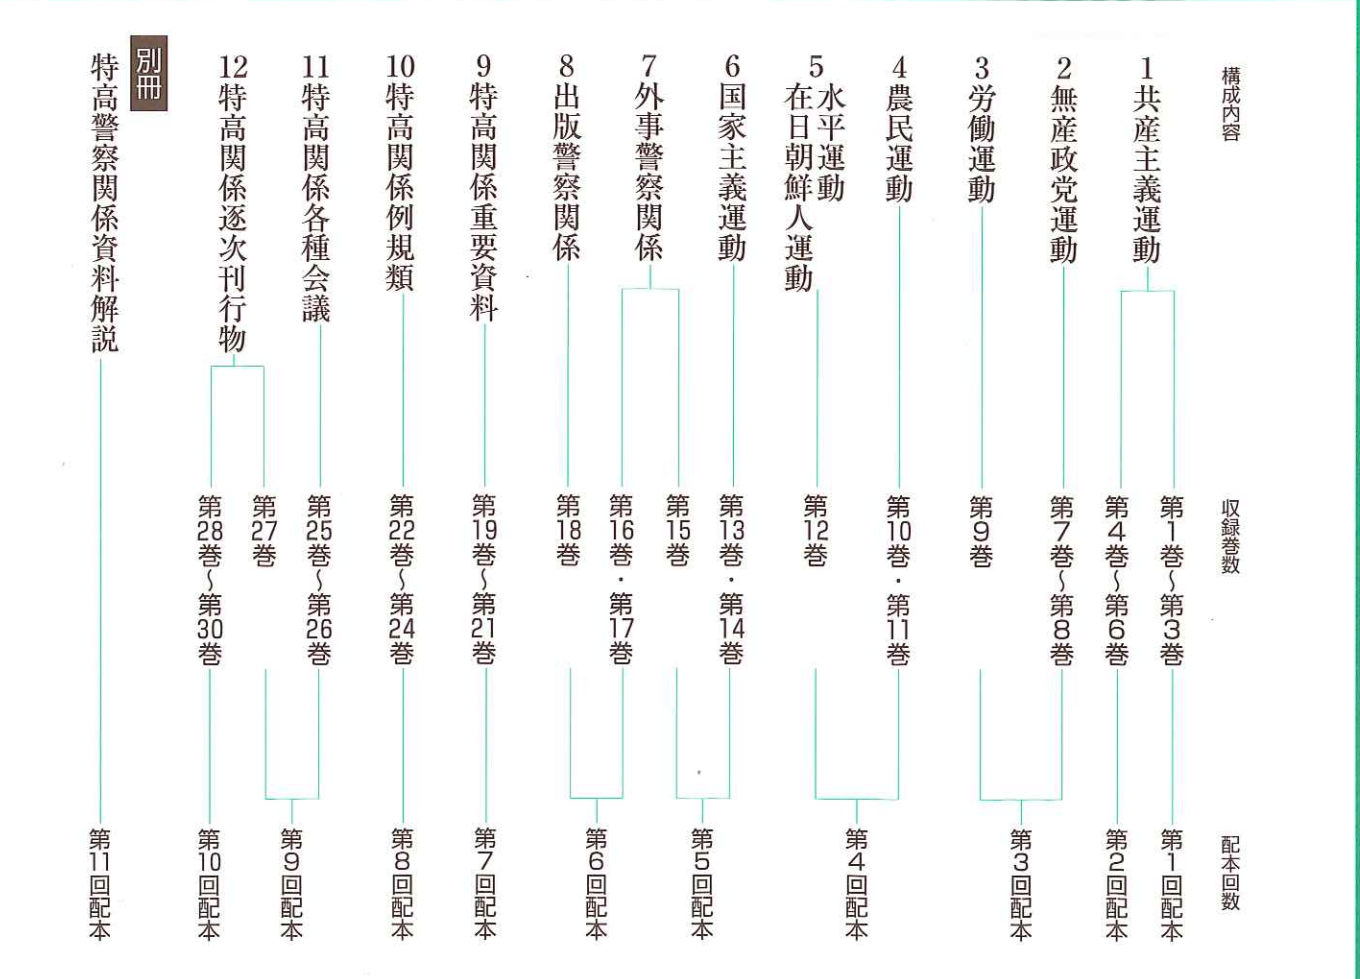 構成内容
1 共産主義運動
2 無産政党運動
3 労働運動
4 農民運動
5 水平運動
在日朝鮮人運動
6 国家主義運動
7 外事警察関係
8 出版警察関係
9 特高関係重要資料
10 特高関係例規類
11 特高関係各種会議
12 特高関係逐次刊行物
別冊
特高警察関係資料解説
収録巻数
第1巻〜第3巻
第4巻〜第6巻
第7巻〜第8巻
第9巻
第10巻・第11巻
第12巻
第13巻・第14巻
第15巻
第16巻・第17巻
第18巻
第19巻〜第21巻
第22巻〜第24巻
第25巻〜第26巻
第27巻
第28巻〜第30巻
配本回数
第1回配本
第2回配本
第3回配本
第4回配本
第5回配本
第6回配本
第7回配本
第8回配本
第9回配本
第10回配本
第11回配本